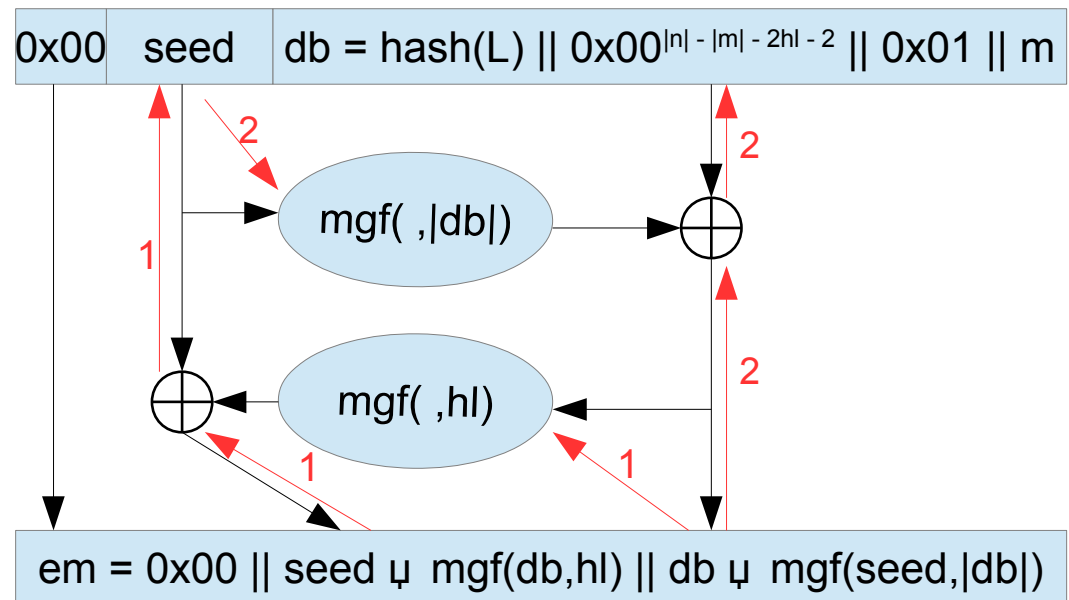 0x00 seed db = hash(L) || 0x00|n| - |m| - 2hl - 2 || 0x01 || m
2
2
mgf( ,|db|)
1
2
mgf( ,hl)
1
1
em = 0x00 || seed џ mgf(db,hl) || db џ mgf(seed,|db|)